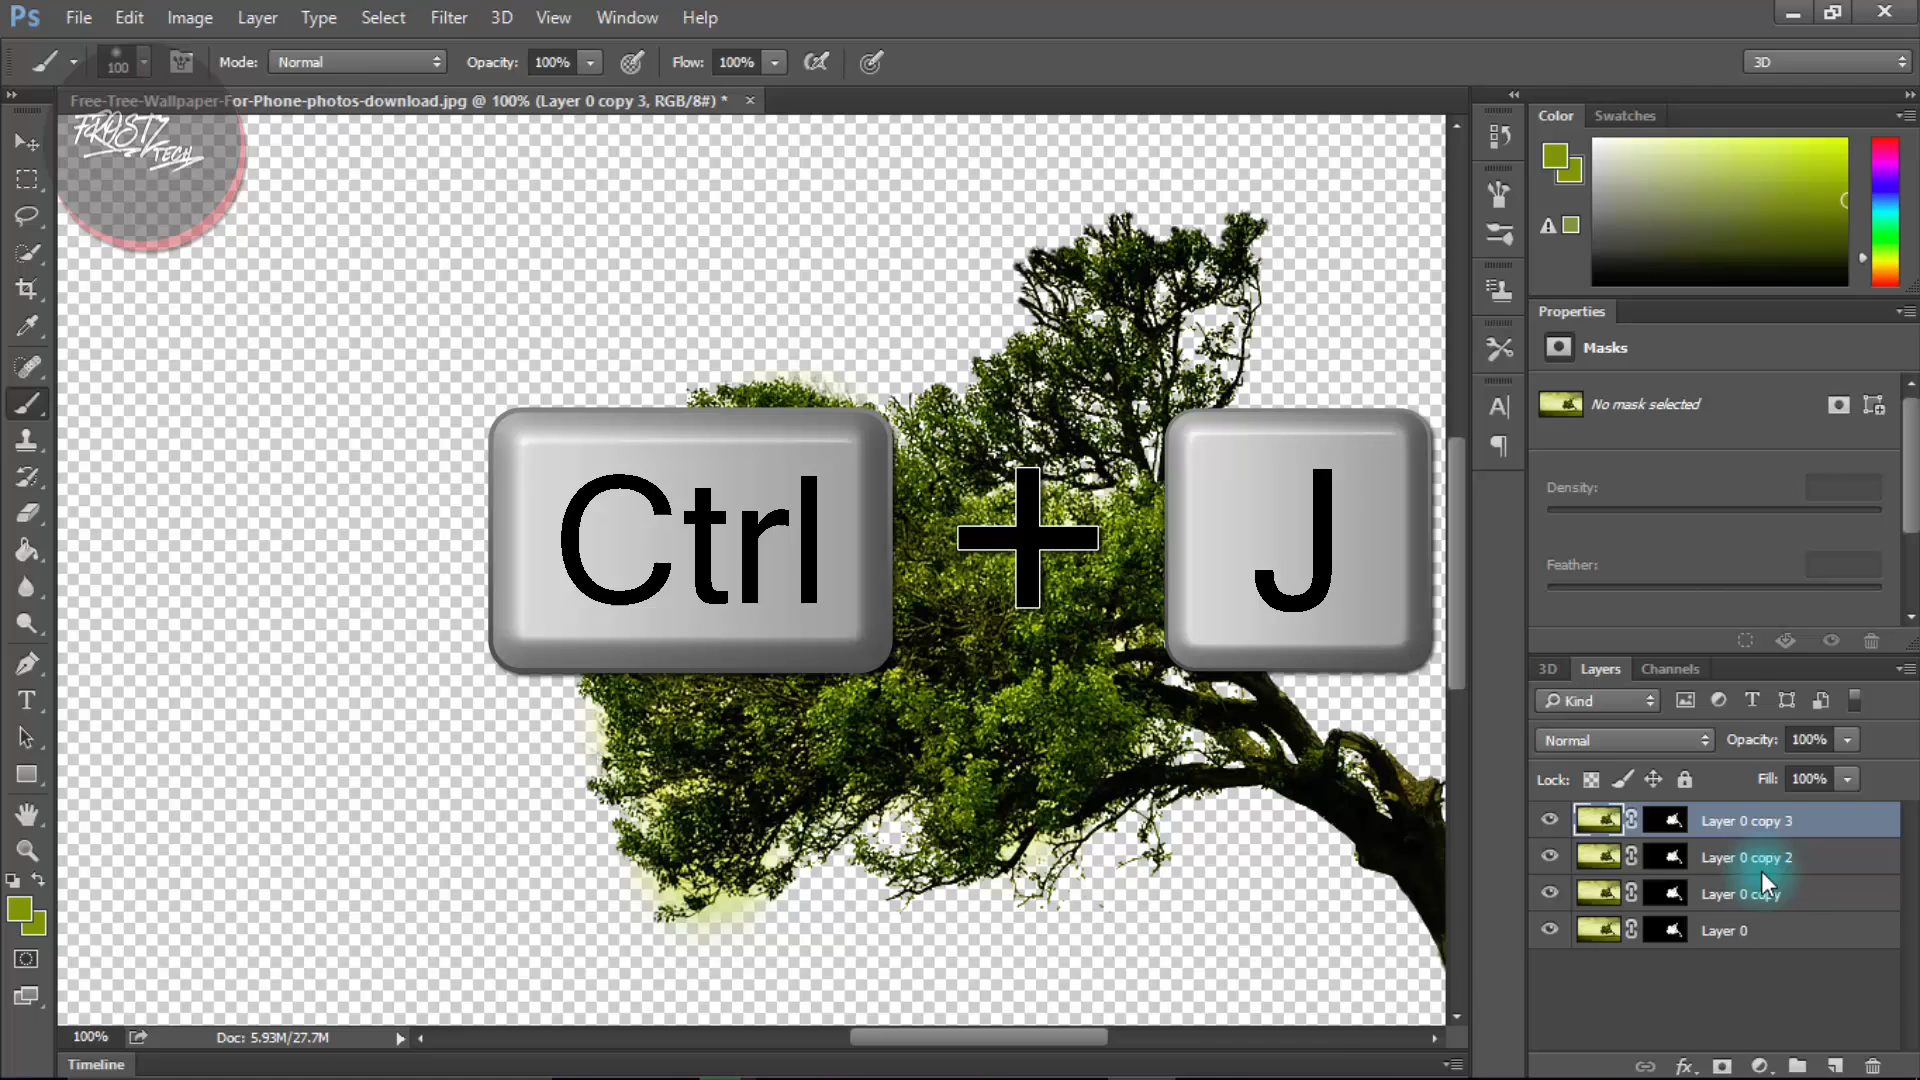 Ps File Edit Image Layer Type Select Filter 3D View Window Help
100 Mode: Normal Opacity: 100% Flow: 100% 3D
Free-Tree-Wallpaper-For-Phone-photos-download.jpg @ 100% (Layer 0 copy 3, RGB/8#) *
FROSTZ
TECH
Color Swatches
Properties
Masks
No mask selected
Density:
Feather:
Ctrl + J
3D Layers Channels
Kind
Normal Opacity: 100%
Lock: Fill: 100%
Layer 0 copy 3
Layer 0 copy 2
Layer 0 copy
Layer 0
100% Doc: 5.93M/27.7M
fx
Timeline